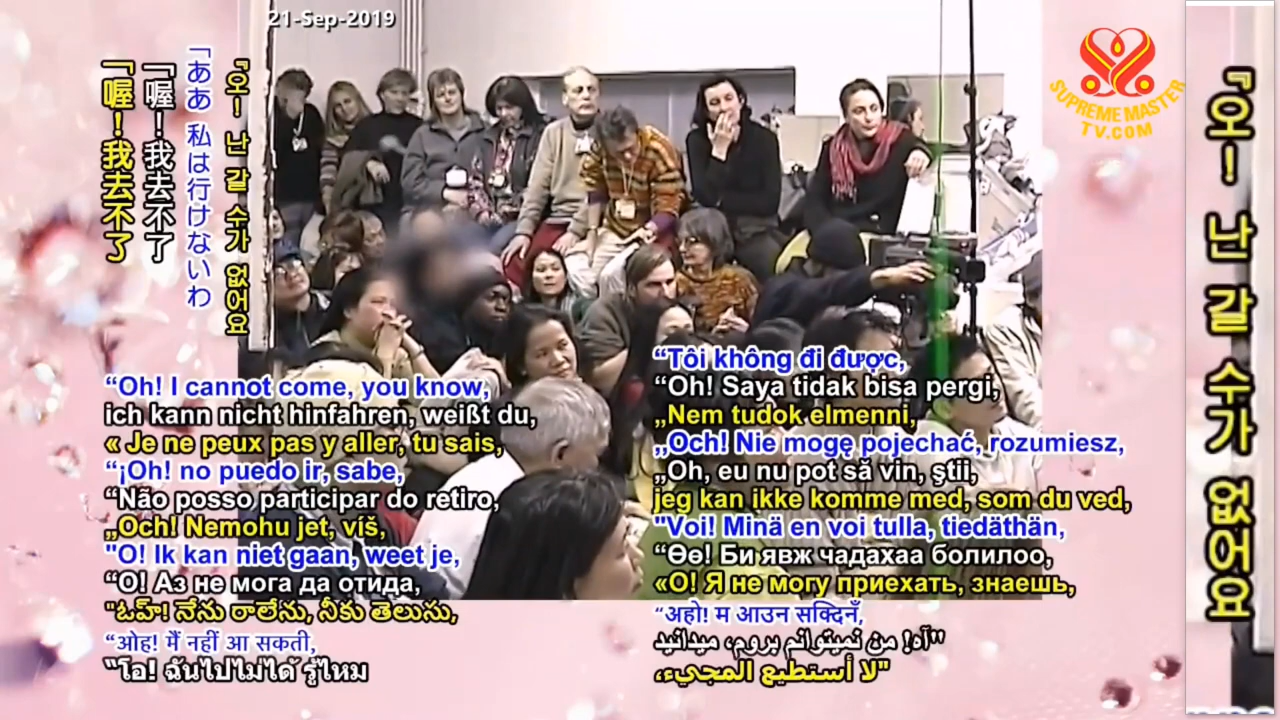 21-Sep-2019
SUPREME MASTER
TV.COM
「喔!我去不了
「喔!我去不了
「ああ 私は行けないわ
『오! 난 갈 수가 없어요
“Oh! I cannot come, you know,
ich kann nicht hinfahren, weißt du,
« Je ne peux pas y aller, tu sais,
“¡Oh! no puedo ir, sabe,
“Não posso participar do retiro,
„Och! Nemohu jet, víš,
"O! Ik kan niet gaan, weet je,
“О! Аз не мога да отида,
"ఓహ్! నేను రాలేను, నీకు తెలుసు,
“ओह! मैं नहीं आ सकती,
“โอ! ฉันไปไม่ได้ รู้ไหม
“Tôi không đi được,
“Oh! Saya tidak bisa pergi,
„Nem tudok elmenni,
„Och! Nie mogę pojechać, rozumiesz,
„Oh, eu nu pot să vin, ştii,
jeg kan ikke komme med, som du ved,
"Voi! Minä en voi tulla, tiedäthän,
“Өө! Би явж чадахаа болилоо,
«О! Я не могу приехать, знаешь,
“अहो! म आउन सक्दिनँ,
"آه! من نمیتوانم بروم، میدانید
"لا أستطيع المجيء،
『오! 난 갈 수가 없어요